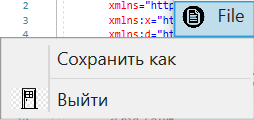 2 xmlns="http
3 xmlns:x="htt
4 xmlns:d="htt
File
Сохранить как
Выйти